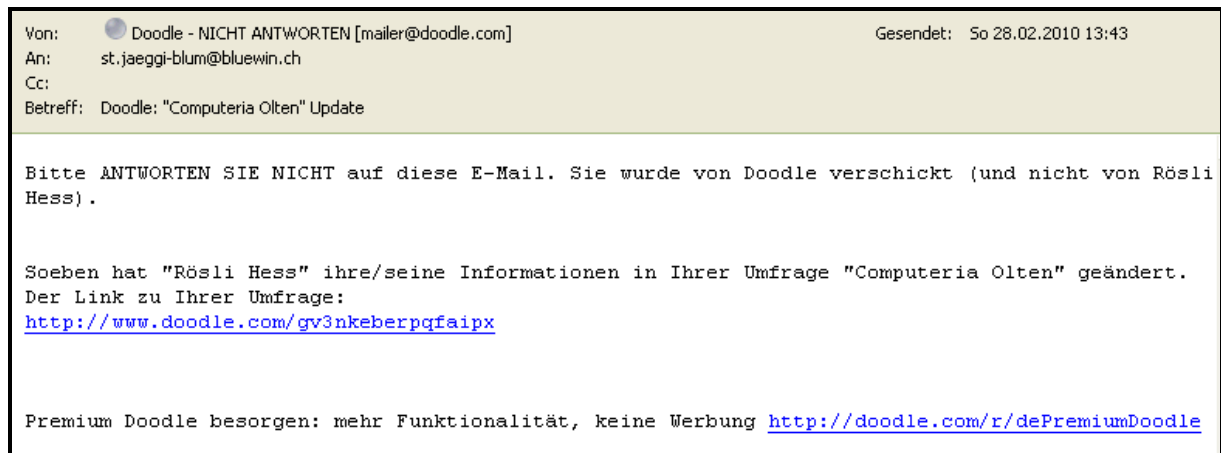 Von: Doodle - NICHT ANTWORTEN [mailer@doodle.com] Gesendet: So 28.02.2010 13:43
An: st.jaeggi-blum@bluewin.ch
Cc:
Betreff: Doodle: "Computeria Olten" Update
Bitte ANTWORTEN SIE NICHT auf diese E-Mail. Sie wurde von Doodle verschickt (und nicht von Rösli
Hess).
Soeben hat "Rösli Hess" ihre/seine Informationen in Ihrer Umfrage "Computeria Olten" geändert.
Der Link zu Ihrer Umfrage:
http://www.doodle.com/gv3nkeberpqfaipx
Premium Doodle besorgen: mehr Funktionalität, keine Werbung http://doodle.com/r/dePremiumDoodle